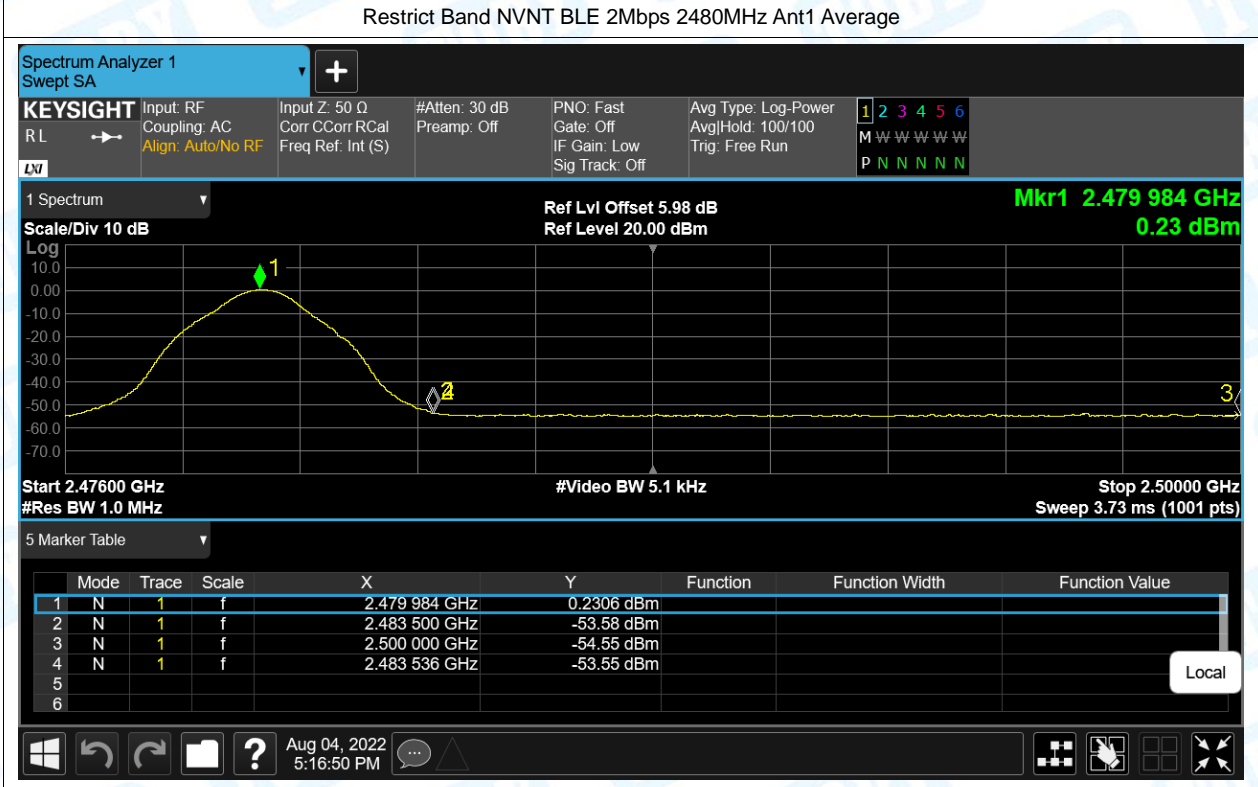 Restrict Band NVNT BLE 2Mbps 2480MHz Ant1 Average
Spectrum Analyzer 1
Swept SA
KEYSIGHT
R L
LXI
Input: RF
Coupling: AC
Align: Auto/No RF
Input Z: 50 Ω
Corr CCorr RCal
Freq Ref: Int (S)
#Atten: 30 dB
Preamp: Off
PNO: Fast
Gate: Off
IF Gain: Low
Sig Track: Off
Avg Type: Log-Power
Avg|Hold: 100/100
Trig: Free Run
1 2 3 4 5 6
M W W W W W
P N N N N N
1 Spectrum
Scale/Div 10 dB
Ref Lvl Offset 5.98 dB
Ref Level 20.00 dBm
Mkr1 2.479 984 GHz
0.23 dBm
Log
10.0
0.00
-10.0
-20.0
-30.0
-40.0
-50.0
-60.0
-70.0
1
2
4
3
Start 2.47600 GHz
#Res BW 1.0 MHz
#Video BW 5.1 kHz
Stop 2.50000 GHz
Sweep 3.73 ms (1001 pts)
5 Marker Table
Mode Trace Scale X Y Function Function Width Function Value
1 N 1 f 2.479 984 GHz 0.2306 dBm
2 N 1 f 2.483 500 GHz -53.58 dBm
3 N 1 f 2.500 000 GHz -54.55 dBm
4 N 1 f 2.483 536 GHz -53.55 dBm
5
6
Local
?
Aug 04, 2022
5:16:50 PM